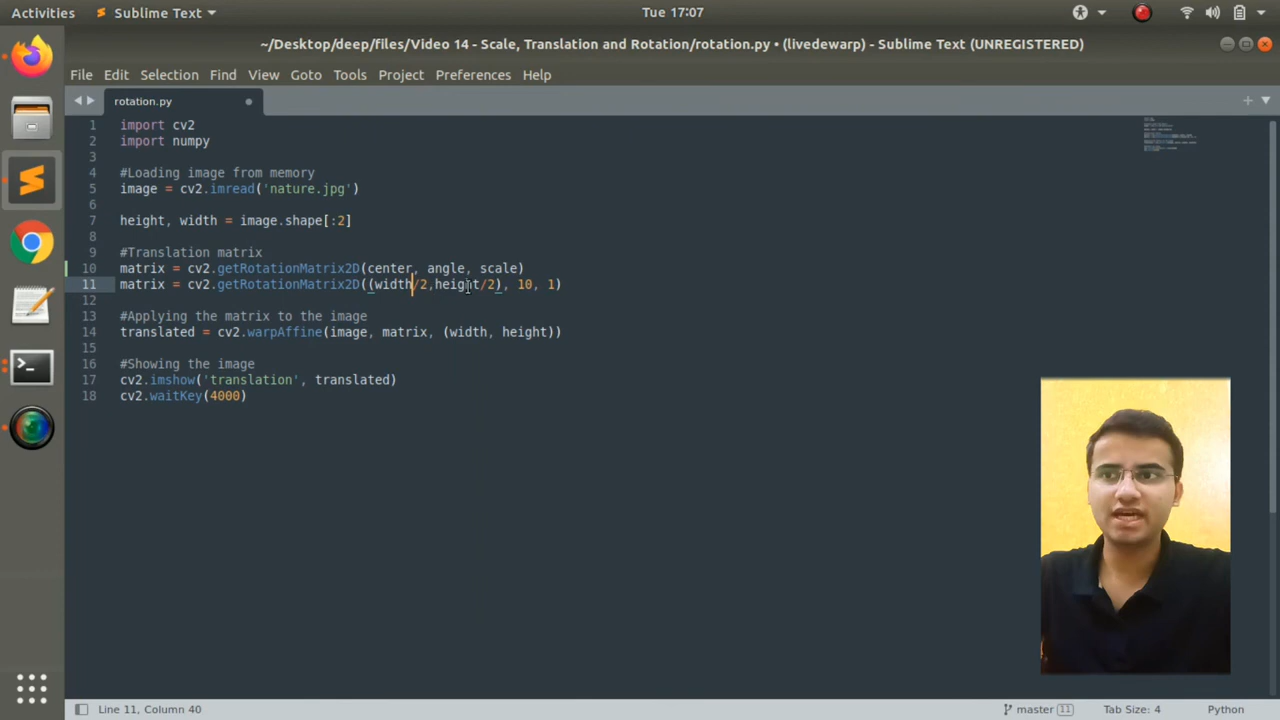 Activities Sublime Text Tue 17:07
~/Desktop/deep/files/Video 14 - Scale, Translation and Rotation/rotation.py • (livedewarp) - Sublime Text (UNREGISTERED)
File Edit Selection Find View Goto Tools Project Preferences Help
rotation.py
1 import cv2
2 import numpy
3
4 #Loading image from memory
5 image = cv2.imread('nature.jpg')
6
7 height, width = image.shape[:2]
8
9 #Translation matrix
10 matrix = cv2.getRotationMatrix2D(center, angle, scale)
11 matrix = cv2.getRotationMatrix2D((width/2,height/2), 10, 1)
12
13 #Applying the matrix to the image
14 translated = cv2.warpAffine(image, matrix, (width, height))
15
16 #Showing the image
17 cv2.imshow('translation', translated)
18 cv2.waitKey(4000)
Line 11, Column 40 master 11 Tab Size: 4 Python